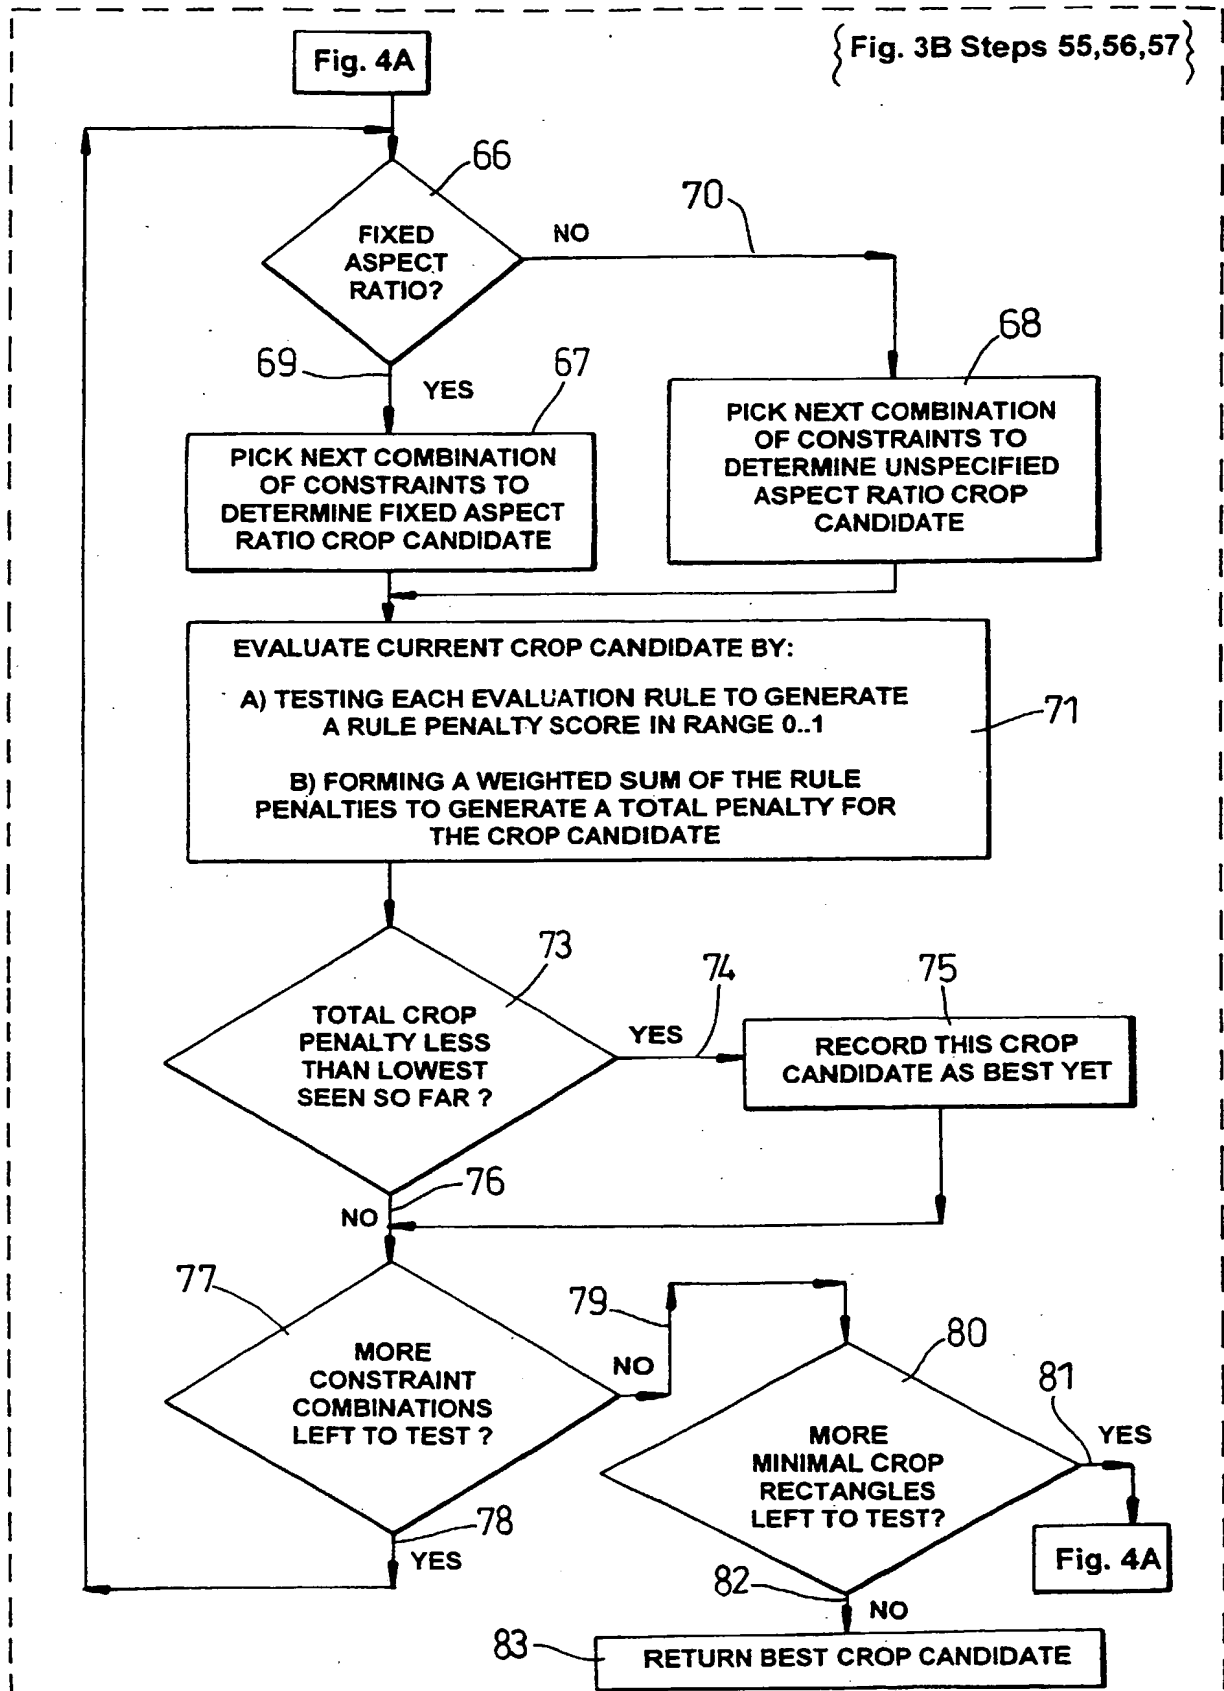 Fig. 4A
{Fig. 3B Steps 55,56,57}
66
FIXED
ASPECT
RATIO?
NO
70
69
YES
67
68
PICK NEXT COMBINATION
OF CONSTRAINTS TO
DETERMINE FIXED ASPECT
RATIO CROP CANDIDATE
PICK NEXT COMBINATION
OF CONSTRAINTS TO
DETERMINE UNSPECIFIED
ASPECT RATIO CROP
CANDIDATE
EVALUATE CURRENT CROP CANDIDATE BY:
A) TESTING EACH EVALUATION RULE TO GENERATE
A RULE PENALTY SCORE IN RANGE 0..1
B) FORMING A WEIGHTED SUM OF THE RULE
PENALTIES TO GENERATE A TOTAL PENALTY FOR
THE CROP CANDIDATE
71
73
TOTAL CROP
PENALTY LESS
THAN LOWEST
SEEN SO FAR ?
YES
74
75
RECORD THIS CROP
CANDIDATE AS BEST YET
76
NO
77
MORE
CONSTRAINT
COMBINATIONS
LEFT TO TEST ?
NO
79
78
YES
80
MORE
MINIMAL CROP
RECTANGLES
LEFT TO TEST?
81
YES
Fig. 4A
82
NO
83
RETURN BEST CROP CANDIDATE